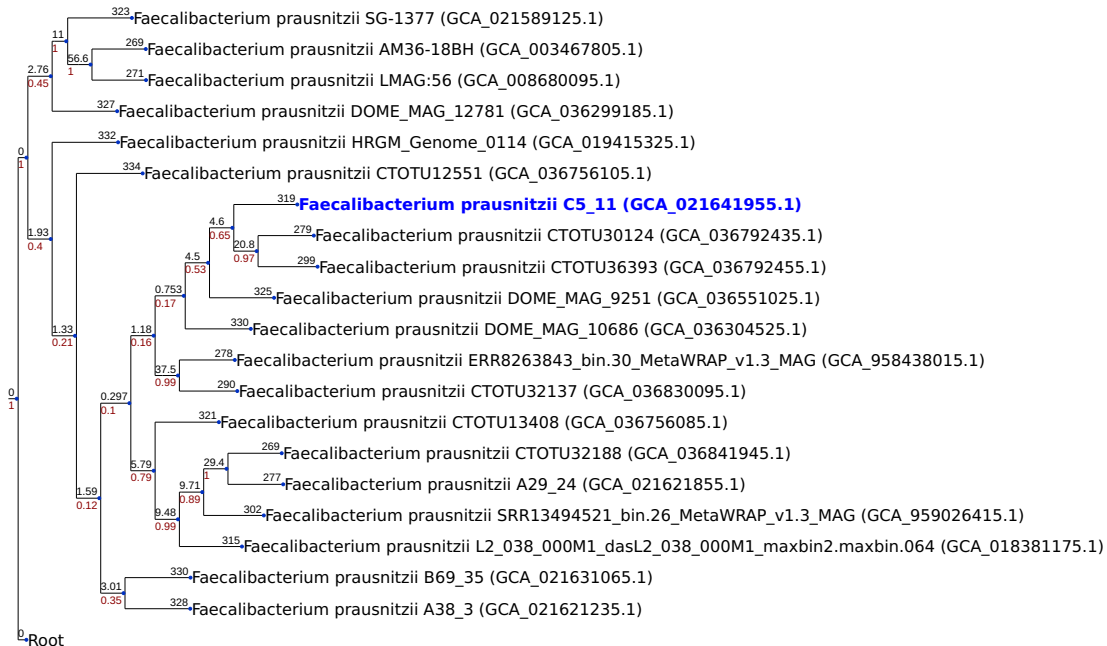 323 Faecalibacterium prausnitzii SG-1377 (GCA_021589125.1)
11
1
269 Faecalibacterium prausnitzii AM36-18BH (GCA_003467805.1)
56.6
1
2.76
0.45
271 Faecalibacterium prausnitzii LMAG:56 (GCA_008680095.1)
327 Faecalibacterium prausnitzii DOME_MAG_12781 (GCA_036299185.1)
332 Faecalibacterium prausnitzii HRGM_Genome_0114 (GCA_019415325.1)
0
1
334 Faecalibacterium prausnitzii CTOTU12551 (GCA_036756105.1)
319 Faecalibacterium prausnitzii C5_11 (GCA_021641955.1)
4.6
0.65
1.93
0.4
279 Faecalibacterium prausnitzii CTOTU30124 (GCA_036792435.1)
20.8
0.97
4.5
0.53
299 Faecalibacterium prausnitzii CTOTU36393 (GCA_036792455.1)
0.753
0.17
325 Faecalibacterium prausnitzii DOME_MAG_9251 (GCA_036551025.1)
330 Faecalibacterium prausnitzii DOME_MAG_10686 (GCA_036304525.1)
1.33
0.21
1.18
0.16
278 Faecalibacterium prausnitzii ERR8263843_bin.30_MetaWRAP_v1.3_MAG (GCA_958438015.1)
37.5
0.99
290 Faecalibacterium prausnitzii CTOTU32137 (GCA_036830095.1)
0
1
0.297
0.1
321 Faecalibacterium prausnitzii CTOTU13408 (GCA_036756085.1)
269 Faecalibacterium prausnitzii CTOTU32188 (GCA_036841945.1)
5.79
0.79
29.4
1
277 Faecalibacterium prausnitzii A29_24 (GCA_021621855.1)
9.71
0.89
1.59
0.12
302 Faecalibacterium prausnitzii SRR13494521_bin.26_MetaWRAP_v1.3_MAG (GCA_959026415.1)
9.48
0.99
315 Faecalibacterium prausnitzii L2_038_000M1_dasL2_038_000M1_maxbin2.maxbin.064 (GCA_018381175.1)
330 Faecalibacterium prausnitzii B69_35 (GCA_021631065.1)
3.01
0.35
328 Faecalibacterium prausnitzii A38_3 (GCA_021621235.1)
0 Root